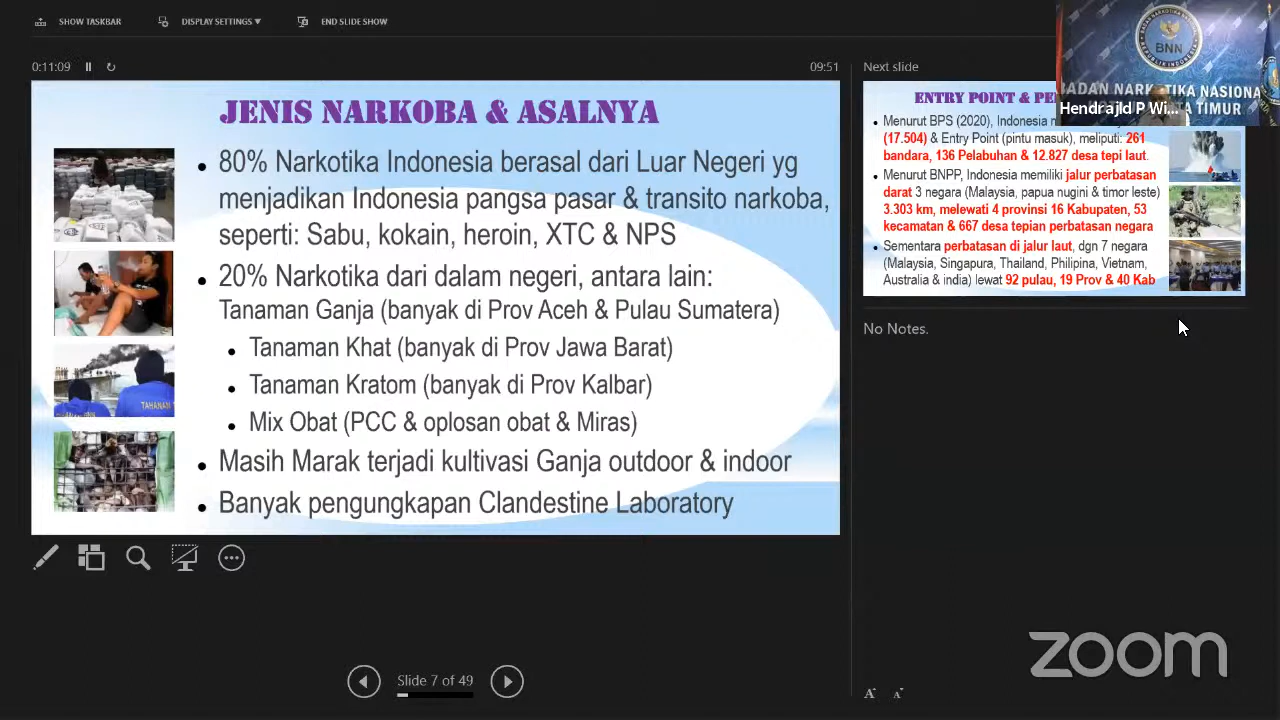 SHOW TASKBAR
DISPLAY SETTINGS
END SLIDE SHOW
0:11:09
09:51
JENIS NARKOBA & ASALNYA
80% Narkotika Indonesia berasal dari Luar Negeri yg
menjadikan Indonesia pangsa pasar & transito narkoba,
seperti: Sabu, kokain, heroin, XTC & NPS
20% Narkotika dari dalam negeri, antara lain:
Tanaman Ganja (banyak di Prov Aceh & Pulau Sumatera)
Tanaman Khat (banyak di Prov Jawa Barat)
Tanaman Kratom (banyak di Prov Kalbar)
Mix Obat (PCC & oplosan obat & Miras)
Masih Marak terjadi kultivasi Ganja outdoor & indoor
Banyak pengungkapan Clandestine Laboratory
TAHANAN
Slide 7 of 49
Next slide
ENTRY POINT &
Menurut BPS (2020), Indonesia
(17.504) & Entry Point (pintu masuk), meliputi: 261
bandara, 136 Pelabuhan & 12.827 desa tepi laut.
Menurut BNPP, Indonesia memiliki jalur perbatasan
darat 3 negara (Malaysia, papua nugini & timor leste)
3.303 km, melewati 4 provinsi 16 Kabupaten, 53
kecamatan & 667 desa tepian perbatasan negara
Sementara perbatasan di jalur laut, dgn 7 negara
(Malaysia, Singapura, Thailand, Philipina, Vietnam,
Australia & india) lewat 92 pulau, 19 Prov & 40 Kab
No Notes.
BNN
BADAN NARKOTIKA NASIONA
TIMUR
Hendrajld P Wi...
zoom
A A